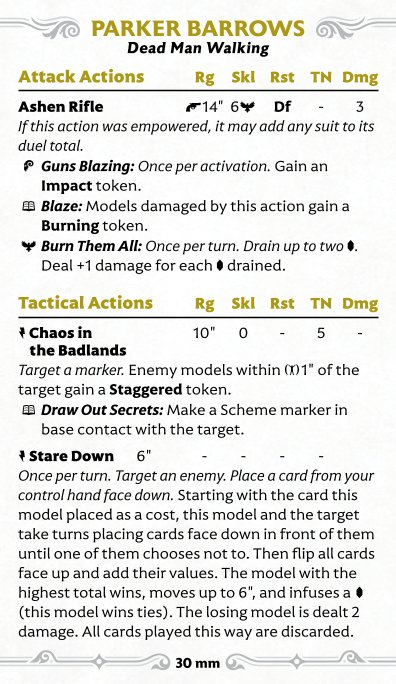 PARKER BARROWS
Dead Man Walking
Attack Actions Rg Skl Rst TN Dmg
Ashen Rifle 14" 6 Df - 3
If this action was empowered, it may add any suit to its
duel total.
Guns Blazing: Once per activation. Gain an
Impact token.
Blaze: Models damaged by this action gain a
Burning token.
Burn Them All: Once per turn. Drain up to two .
Deal +1 damage for each drained.
Tactical Actions Rg Skl Rst TN Dmg
Chaos in 10" 0 - 5 -
the Badlands
Target a marker. Enemy models within 1" of the
target gain a Staggered token.
Draw Out Secrets: Make a Scheme marker in
base contact with the target.
Stare Down 6" - - - -
Once per turn. Target an enemy. Place a card from your
control hand face down. Starting with the card this
model placed as a cost, this model and the target
take turns placing cards face down in front of them
until one of them chooses not to. Then flip all cards
face up and add their values. The model with the
highest total wins, moves up to 6", and infuses a
(this model wins ties). The losing model is dealt 2
damage. All cards played this way are discarded.
30 mm